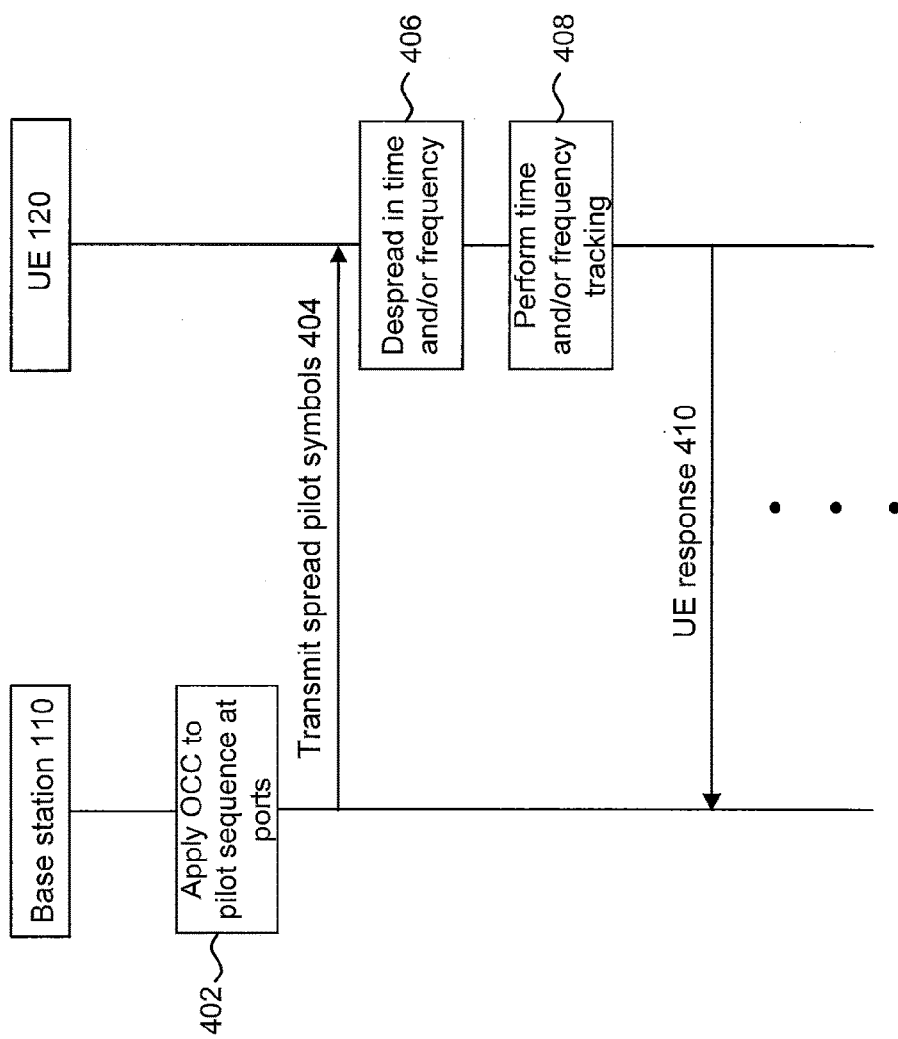 Base station 110
UE 120
Apply OCC to
pilot sequence at
ports
402
Transmit spread pilot symbols 404
Despread in time
and/or frequency
406
Perform time
and/or frequency
tracking
408
UE response 410